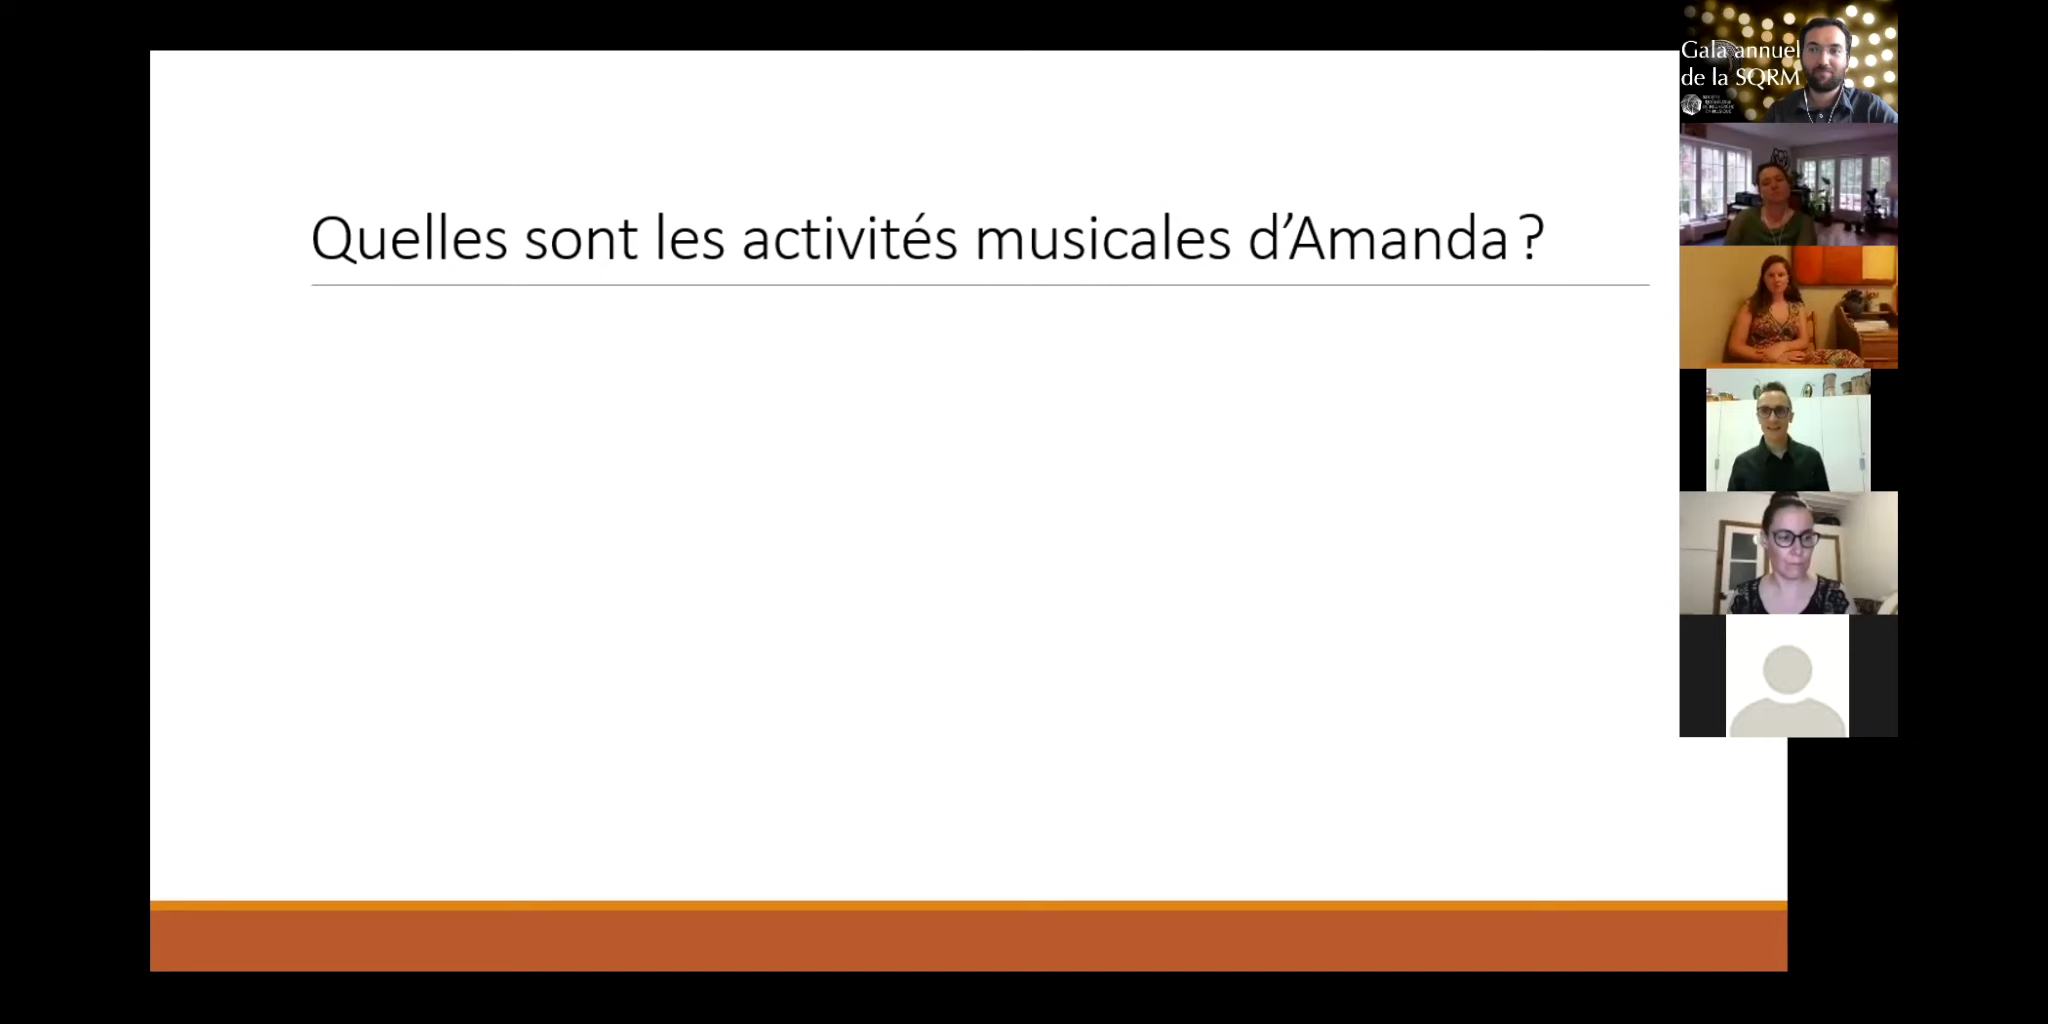 Quelles sont les activités musicales d’Amanda ?
Gala annuel
de la SQRM